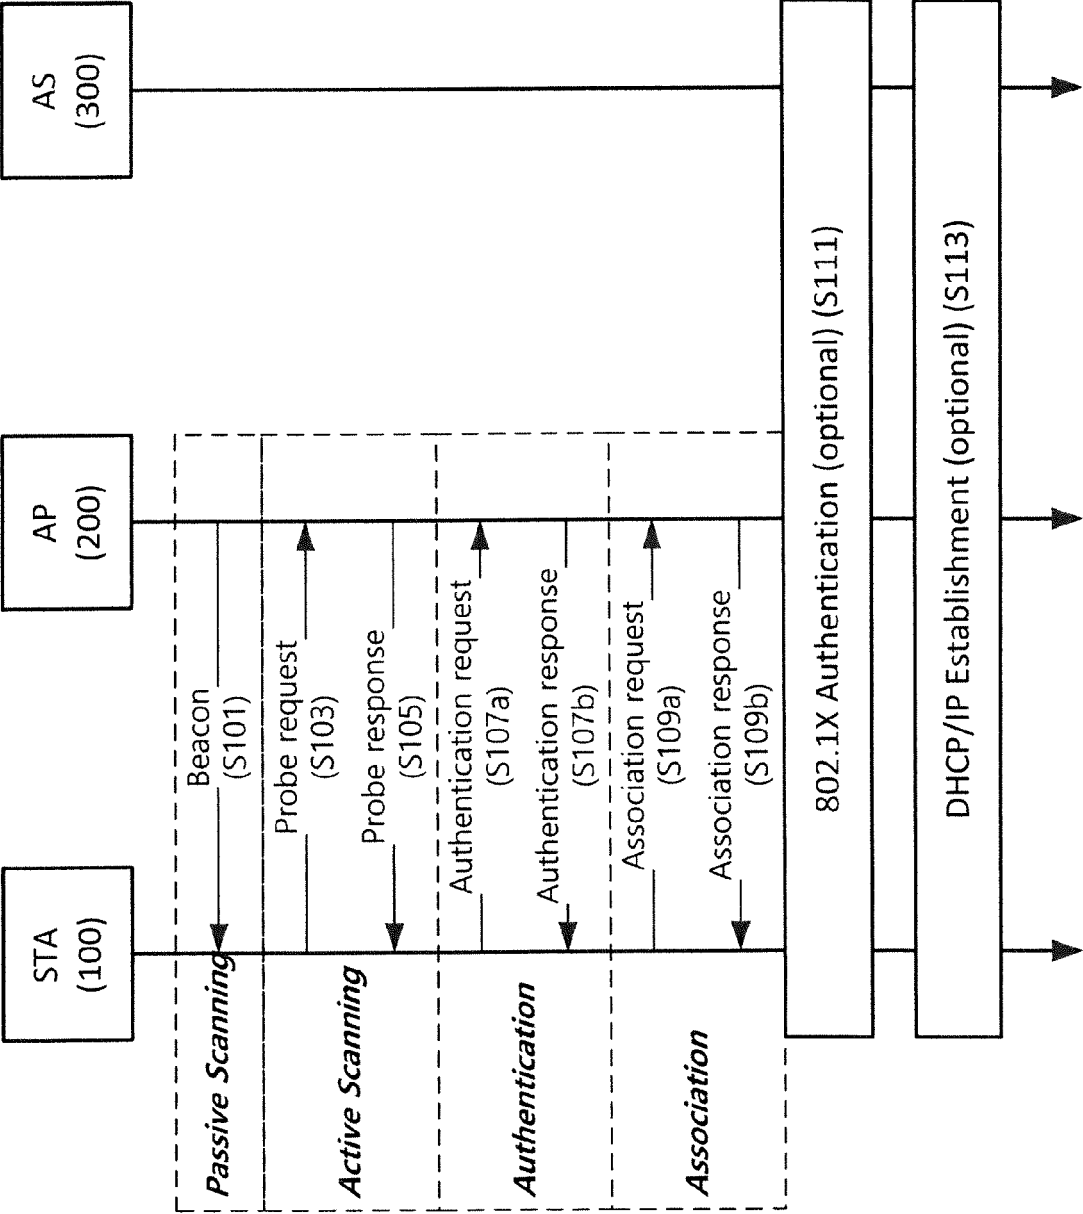 STA
(100)
AP
(200)
AS
(300)
Passive Scanning
Beacon
(S101)
Active Scanning
Probe request
(S103)
Probe response
(S105)
Authentication
Authentication request
(S107a)
Authentication response
(S107b)
Association
Association request
(S109a)
Association response
(S109b)
802.1X Authentication (optional) (S111)
DHCP/IP Establishment (optional) (S113)